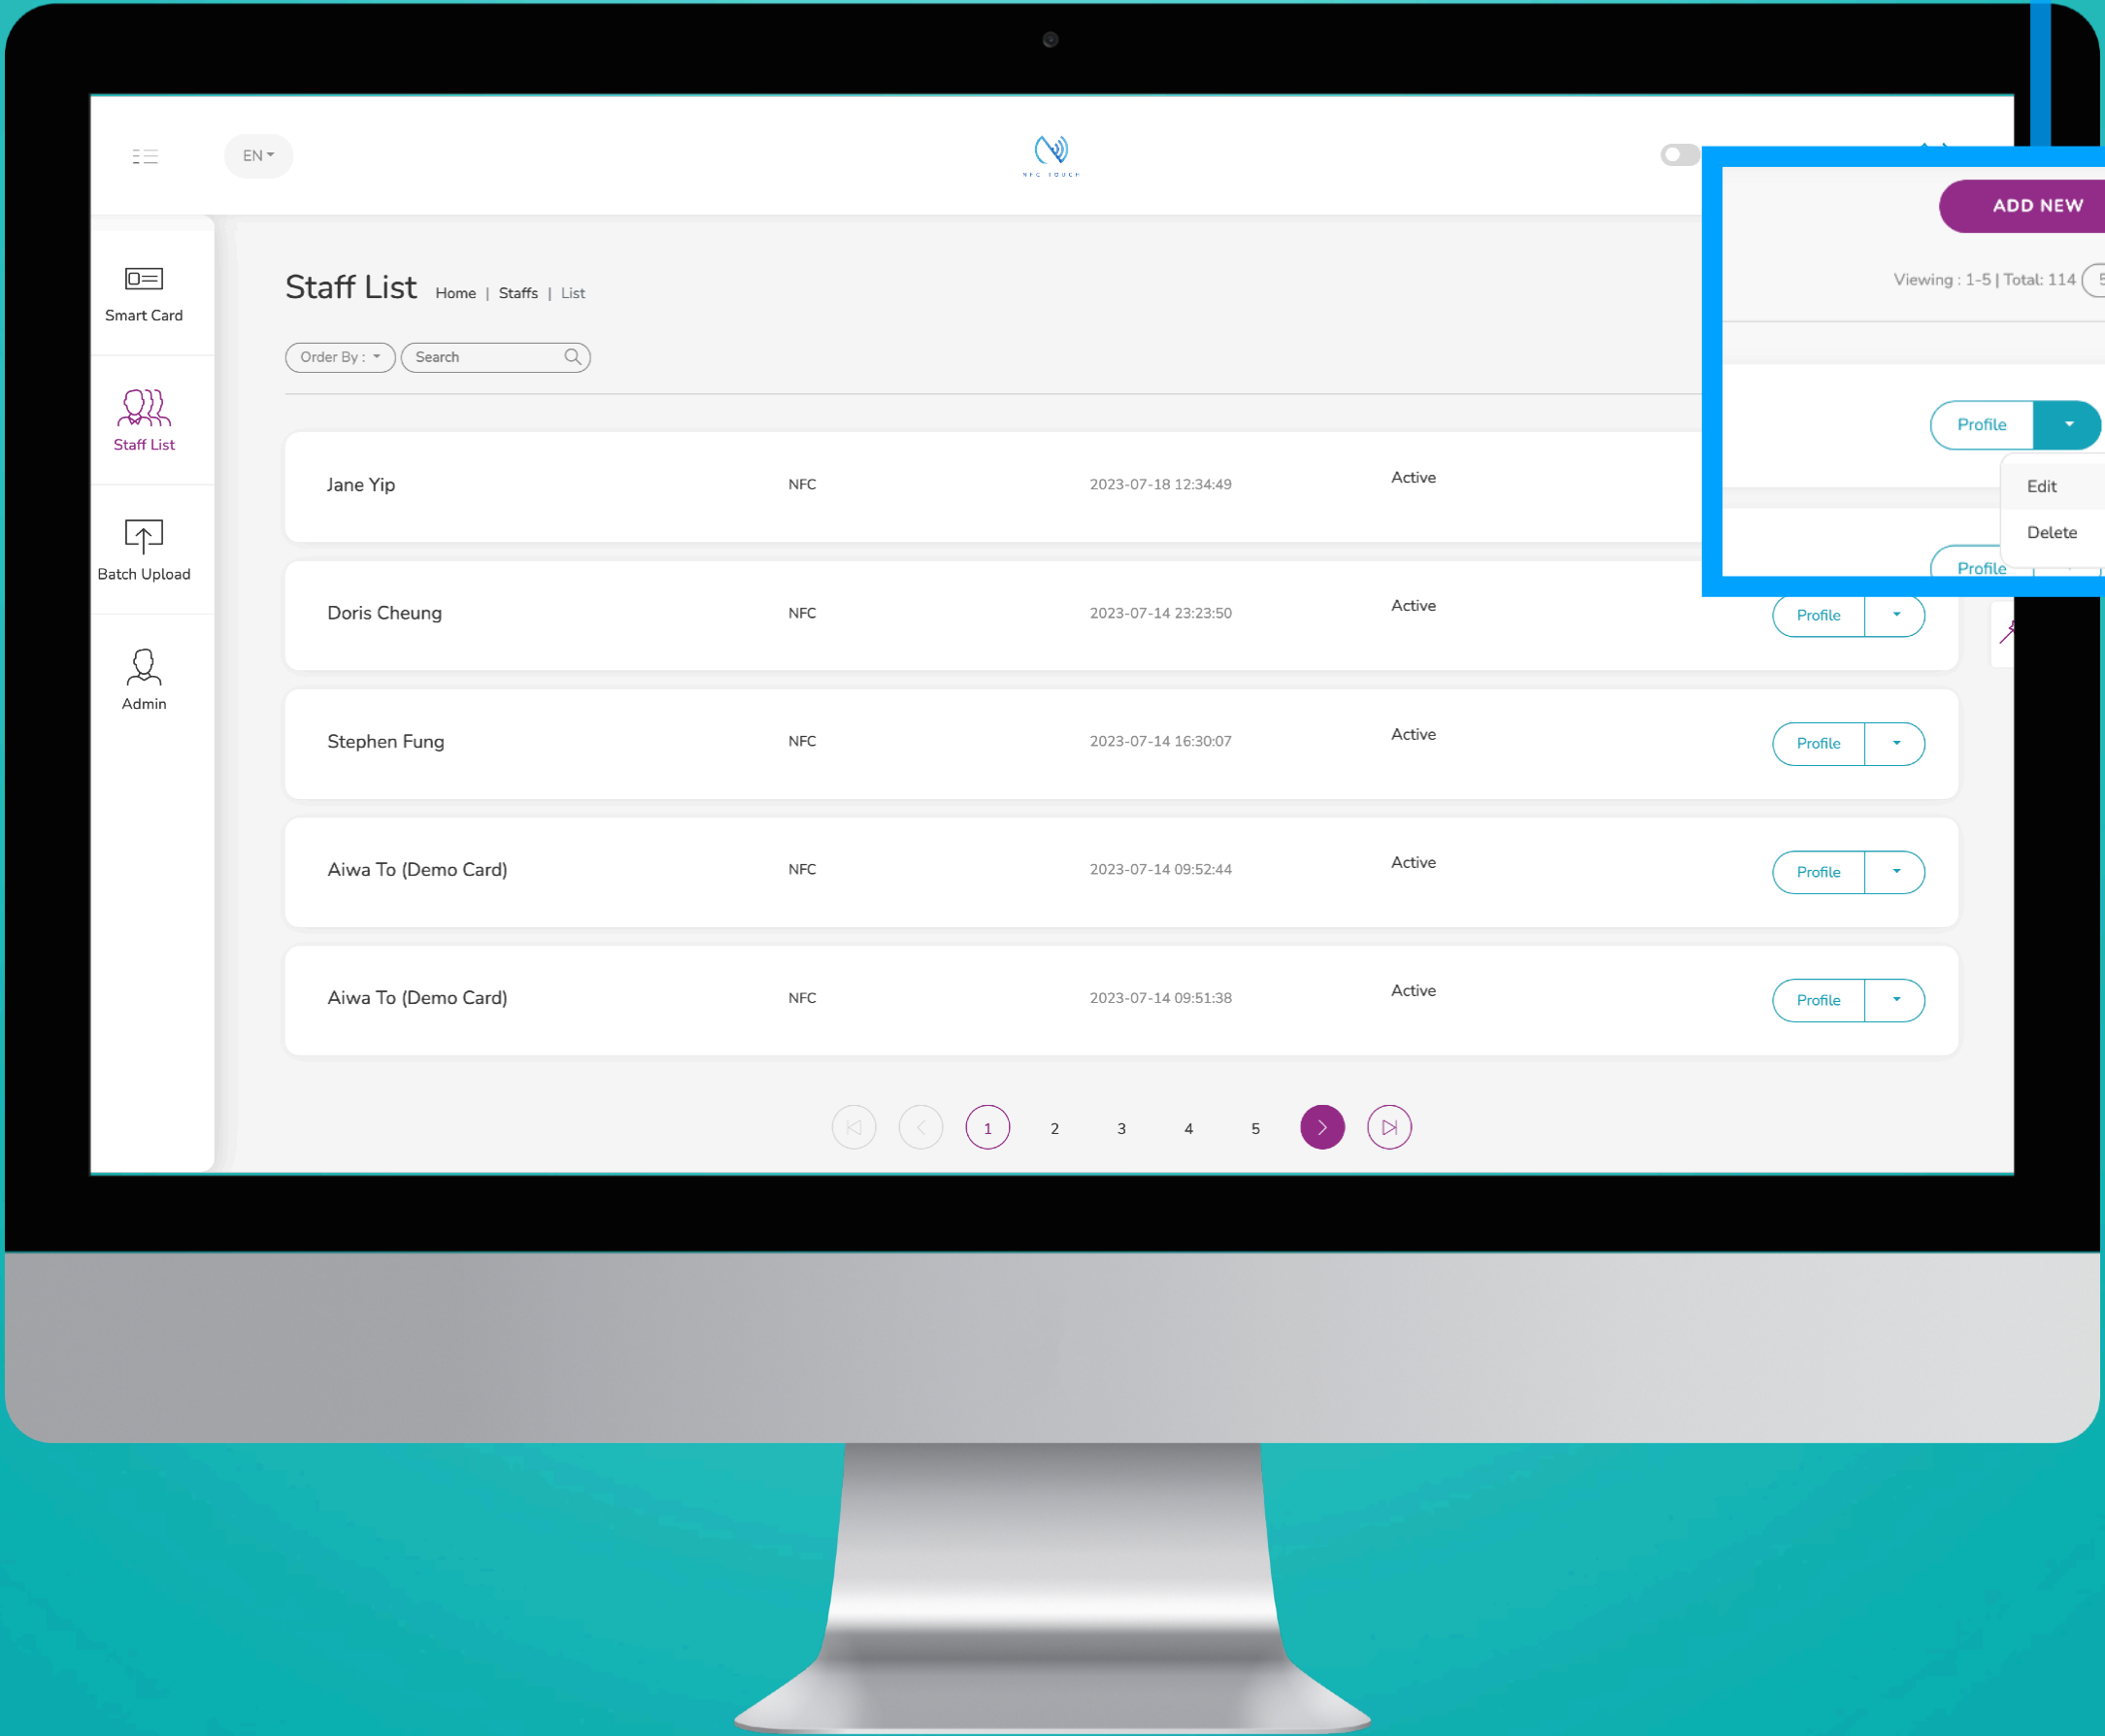 EN
NFC TOUCH
ADD NEW
Viewing : 1-5 | Total: 114 5
Smart Card
Staff List
Batch Upload
Admin
Staff List Home | Staffs | List
Order By : Search
Jane Yip NFC 2023-07-18 12:34:49 Active Profile
Edit
Delete
Profile
Doris Cheung NFC 2023-07-14 23:23:50 Active Profile
Stephen Fung NFC 2023-07-14 16:30:07 Active Profile
Aiwa To (Demo Card) NFC 2023-07-14 09:52:44 Active Profile
Aiwa To (Demo Card) NFC 2023-07-14 09:51:38 Active Profile
1 2 3 4 5